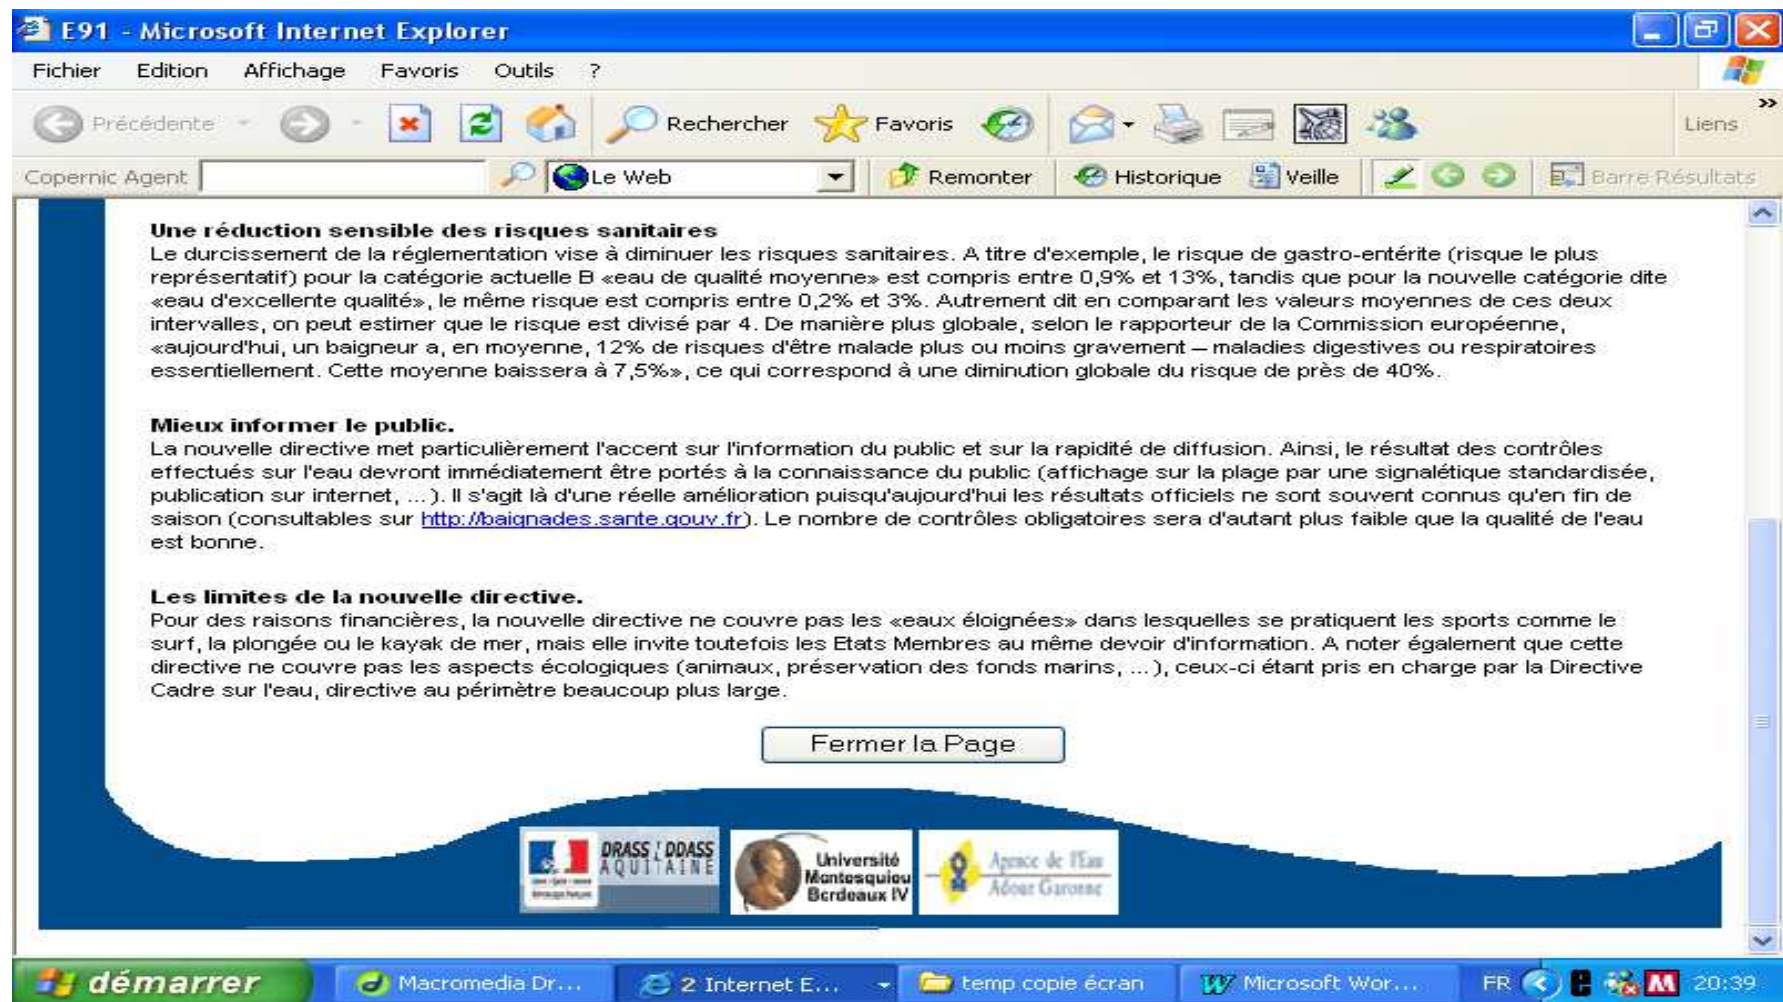 E91 - Microsoft Internet Explorer
Fichier Edition Affichage Favoris Outils ?
Précédente Rechercher Favoris Liens »
Copernic Agent Le Web Remonter Historique Veille Barre Résultats
Une réduction sensible des risques sanitaires
Le durcissement de la réglementation vise à diminuer les risques sanitaires. A titre d'exemple, le risque de gastro-entérite (risque le plus
représentatif) pour la catégorie actuelle B «eau de qualité moyenne» est compris entre 0,9% et 13%, tandis que pour la nouvelle catégorie dite
«eau d'excellente qualité», le même risque est compris entre 0,2% et 3%. Autrement dit en comparant les valeurs moyennes de ces deux
intervalles, on peut estimer que le risque est divisé par 4. De manière plus globale, selon le rapporteur de la Commission européenne,
«aujourd'hui, un baigneur a, en moyenne, 12% de risques d'être malade plus ou moins gravement – maladies digestives ou respiratoires
essentiellement. Cette moyenne baissera à 7,5%», ce qui correspond à une diminution globale du risque de près de 40%.
Mieux informer le public.
La nouvelle directive met particulièrement l'accent sur l'information du public et sur la rapidité de diffusion. Ainsi, le résultat des contrôles
effectués sur l'eau devront immédiatement être portés à la connaissance du public (affichage sur la plage par une signalétique standardisée,
publication sur internet, ...). Il s'agit là d'une réelle amélioration puisqu'aujourd'hui les résultats officiels ne sont souvent connus qu'en fin de
saison (consultables sur http://baignades.sante.gouv.fr). Le nombre de contrôles obligatoires sera d'autant plus faible que la qualité de l'eau
est bonne.
Les limites de la nouvelle directive.
Pour des raisons financières, la nouvelle directive ne couvre pas les «eaux éloignées» dans lesquelles se pratiquent les sports comme le
surf, la plongée ou le kayak de mer, mais elle invite toutefois les Etats Membres au même devoir d'information. A noter également que cette
directive ne couvre pas les aspects écologiques (animaux, préservation des fonds marins, ...), ceux-ci étant pris en charge par la Directive
Cadre sur l'eau, directive au périmètre beaucoup plus large.
Fermer la Page
DRASS / DDASS
AQUITAINE
Université
Montesquieu
Bordeaux IV
Agence de l'Eau
Adour Garonne
démarrer Macromedia Dr... 2 Internet E... temp copie écran Microsoft Wor... FR 20:39